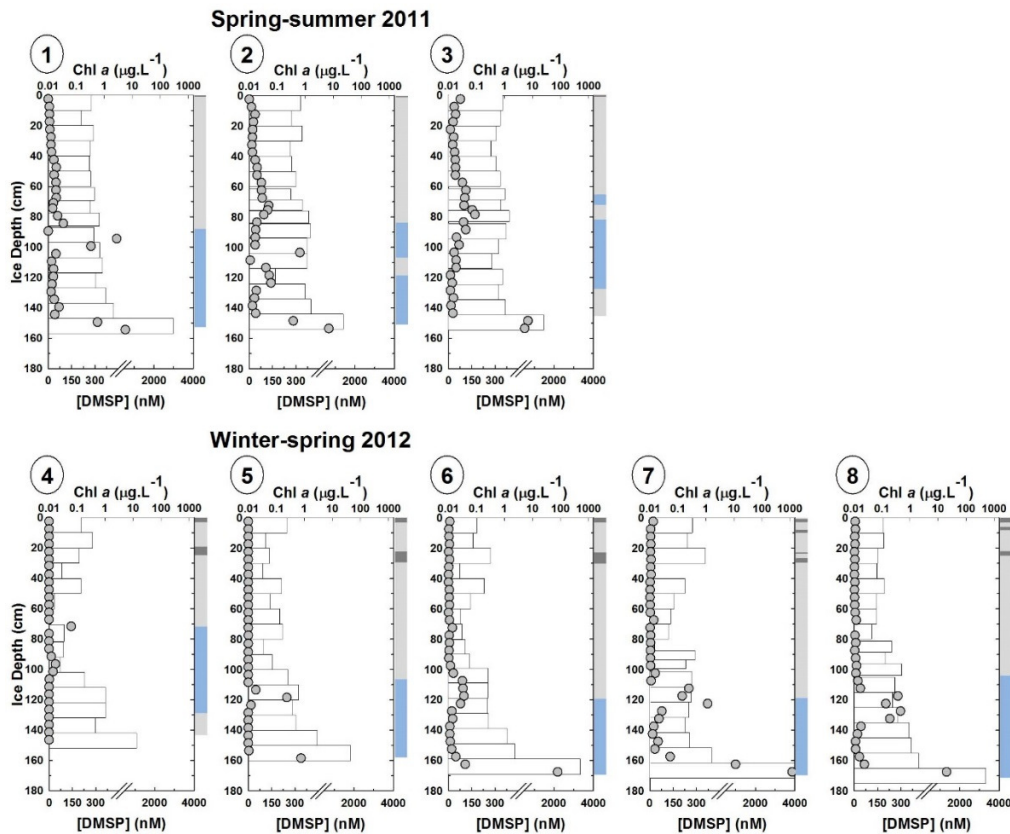 Spring-summer 2011
1 2 3
Chl a (µg.L-1) Chl a (µg.L-1) Chl a (µg.L-1)
0.01 0.1 1 10 100 1000 0.01 0.1 1 10 100 1000 0.01 0.1 1 10 100 1000
0 0 0
20 20 20
40 40 40
60 60 60
80 80 80
100 100 100
120 120 120
140 140 140
160 160 160
180 180 180
Ice Depth (cm)
0 150 300 2000 4000 0 150 300 2000 4000 0 150 300 2000 4000
[DMSP] (nM) [DMSP] (nM) [DMSP] (nM)
Winter-spring 2012
4 5 6 7 8
Chl a (µg.L-1) Chl a (µg.L-1) Chl a (µg.L-1) Chl a (µg.L-1) Chl a (µg.L-1)
0.01 0.1 1 10 100 1000 0.01 0.1 1 10 100 1000 0.01 0.1 1 10 100 1000 0.01 0.1 1 10 100 1000 0.01 0.1 1 10 100 1000
0 0 0 0 0
20 20 20 20 20
40 40 40 40 40
60 60 60 60 60
80 80 80 80 80
100 100 100 100 100
120 120 120 120 120
140 140 140 140 140
160 160 160 160 160
180 180 180 180 180
Ice Depth (cm)
0 150 300 2000 4000 0 150 300 2000 4000 0 150 300 2000 4000 0 150 300 2000 4000 0 150 300 2000 4000
[DMSP] (nM) [DMSP] (nM) [DMSP] (nM) [DMSP] (nM) [DMSP] (nM)